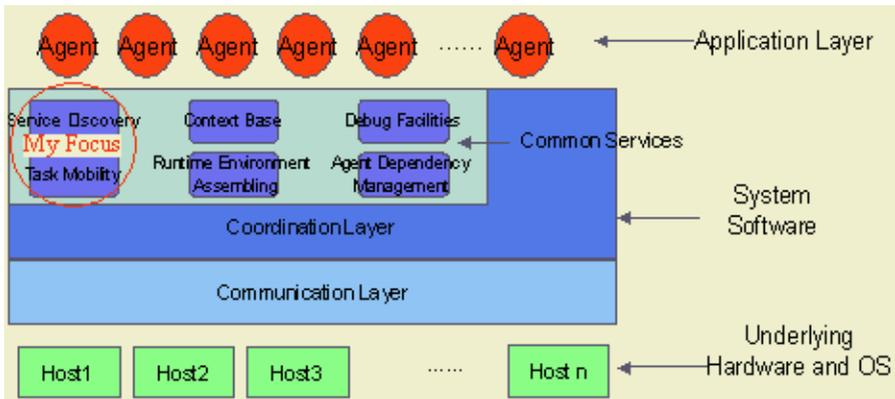 Agent Agent Agent Agent Agent ...... Agent
Application Layer
Service Discovery
My Focus
Task Mobility
Context Base
Runtime Environment
Assembling
Debug Facilities
Agent Dependency
Management
Common Services
Coordination Layer
System
Software
Communication Layer
Host1 Host2 Host3 ...... Host n
Underlying
Hardware and OS